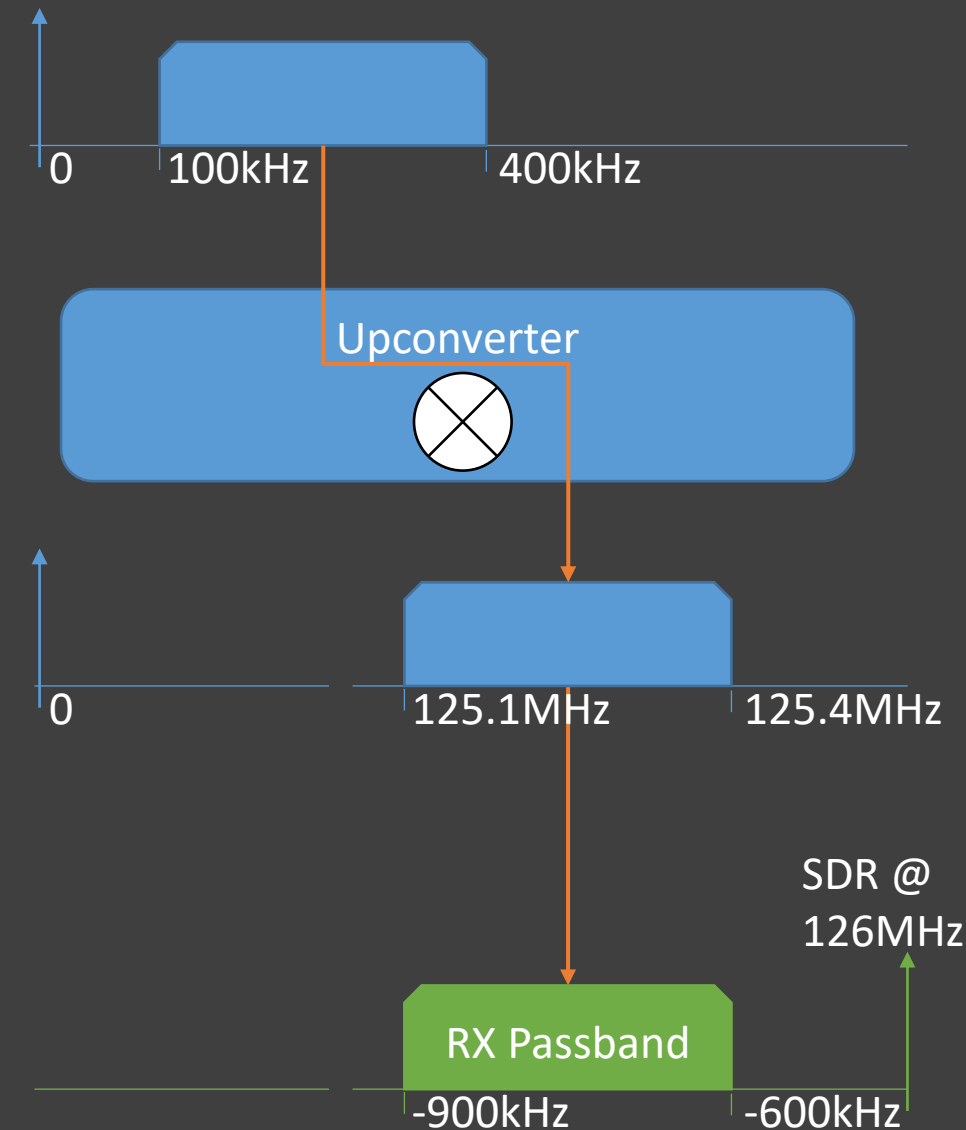 0
100kHz
400kHz
Upconverter
0
125.1MHz
125.4MHz
SDR @
126MHz
RX Passband
-900kHz
-600kHz